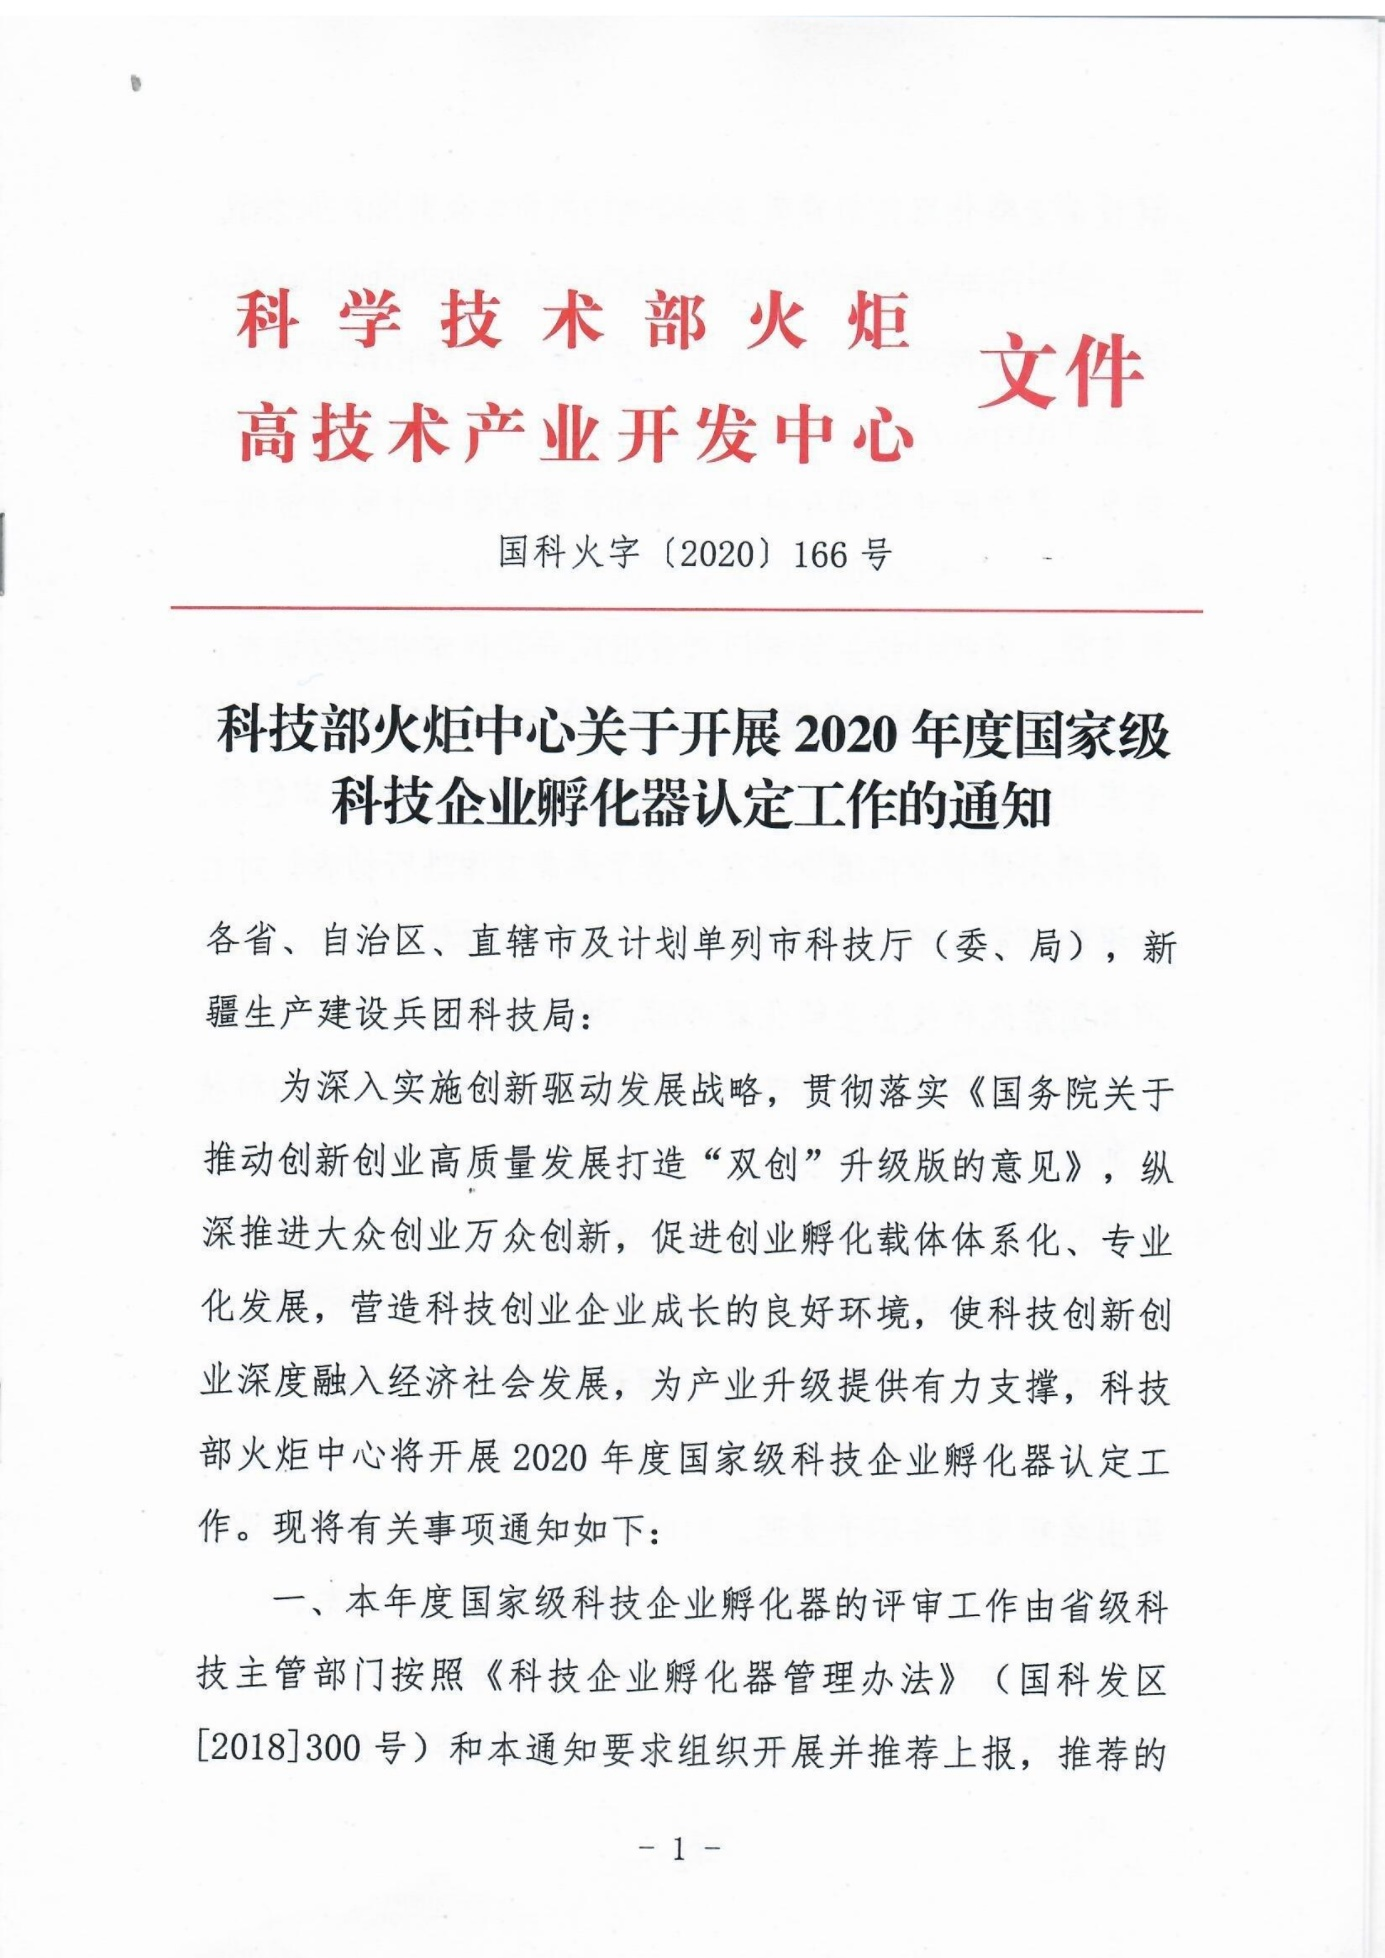 科学技术部火炬
高技术产业开发中心
文件
国科火字〔2020〕166号
科技部火炬中心关于开展2020年度国家级
科技企业孵化器认定工作的通知
各省、自治区、直辖市及计划单列市科技厅（委、局），新
疆生产建设兵团科技局：
为深入实施创新驱动发展战略，贯彻落实《国务院关于
推动创新创业高质量发展打造“双创”升级版的意见》，纵
深推进大众创业万众创新，促进创业孵化载体体系化、专业
化发展，营造科技创业企业成长的良好环境，使科技创新创
业深度融入经济社会发展，为产业升级提供有力支撑，科技
部火炬中心将开展2020年度国家级科技企业孵化器认定工
作。现将有关事项通知如下：
一、本年度国家级科技企业孵化器的评审工作由省级科
技主管部门按照《科技企业孵化器管理办法》（国科发区
[2018]300号）和本通知要求组织开展并推荐上报，推荐的
- 1 -